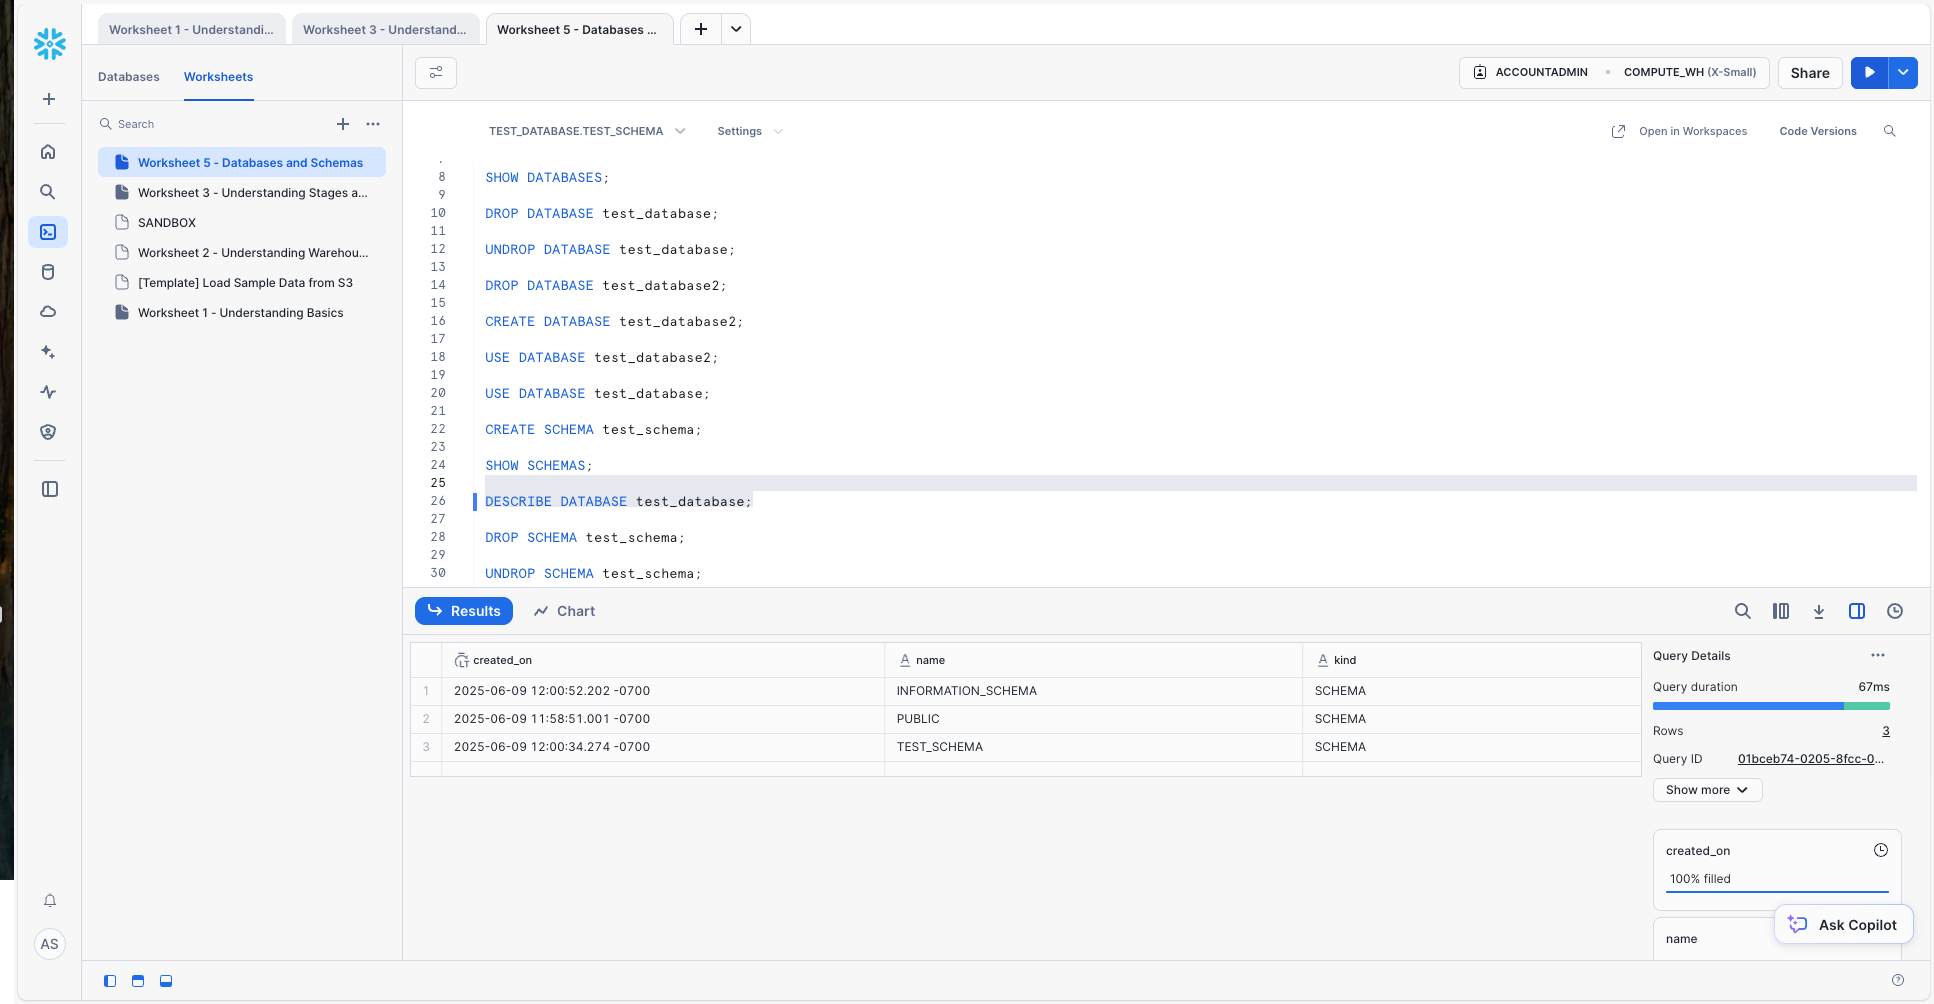 Worksheet 1 - Understandi...
Worksheet 3 - Understand...
Worksheet 5 - Databases ...
Databases
Worksheets
ACCOUNTADMIN
COMPUTE_WH (X-Small)
Share
Search
TEST_DATABASE.TEST_SCHEMA
Settings
Open in Workspaces
Code Versions
Worksheet 5 - Databases and Schemas
Worksheet 3 - Understanding Stages a...
SANDBOX
Worksheet 2 - Understanding Warehou...
[Template] Load Sample Data from S3
Worksheet 1 - Understanding Basics
8 SHOW DATABASES;
9
10 DROP DATABASE test_database;
11
12 UNDROP DATABASE test_database;
13
14 DROP DATABASE test_database2;
15
16 CREATE DATABASE test_database2;
17
18 USE DATABASE test_database2;
19
20 USE DATABASE test_database;
21
22 CREATE SCHEMA test_schema;
23
24 SHOW SCHEMAS;
25
26 DESCRIBE DATABASE test_database;
27
28 DROP SCHEMA test_schema;
29
30 UNDROP SCHEMA test_schema;
Results
Chart
created_on
A name
A kind
1 2025-06-09 12:00:52.202 -0700 INFORMATION_SCHEMA SCHEMA
2 2025-06-09 11:58:51.001 -0700 PUBLIC SCHEMA
3 2025-06-09 12:00:34.274 -0700 TEST_SCHEMA SCHEMA
Query Details
Query duration 67ms
Rows 3
Query ID 01bceb74-0205-8fcc-0...
Show more
created_on
100% filled
name
Ask Copilot
AS